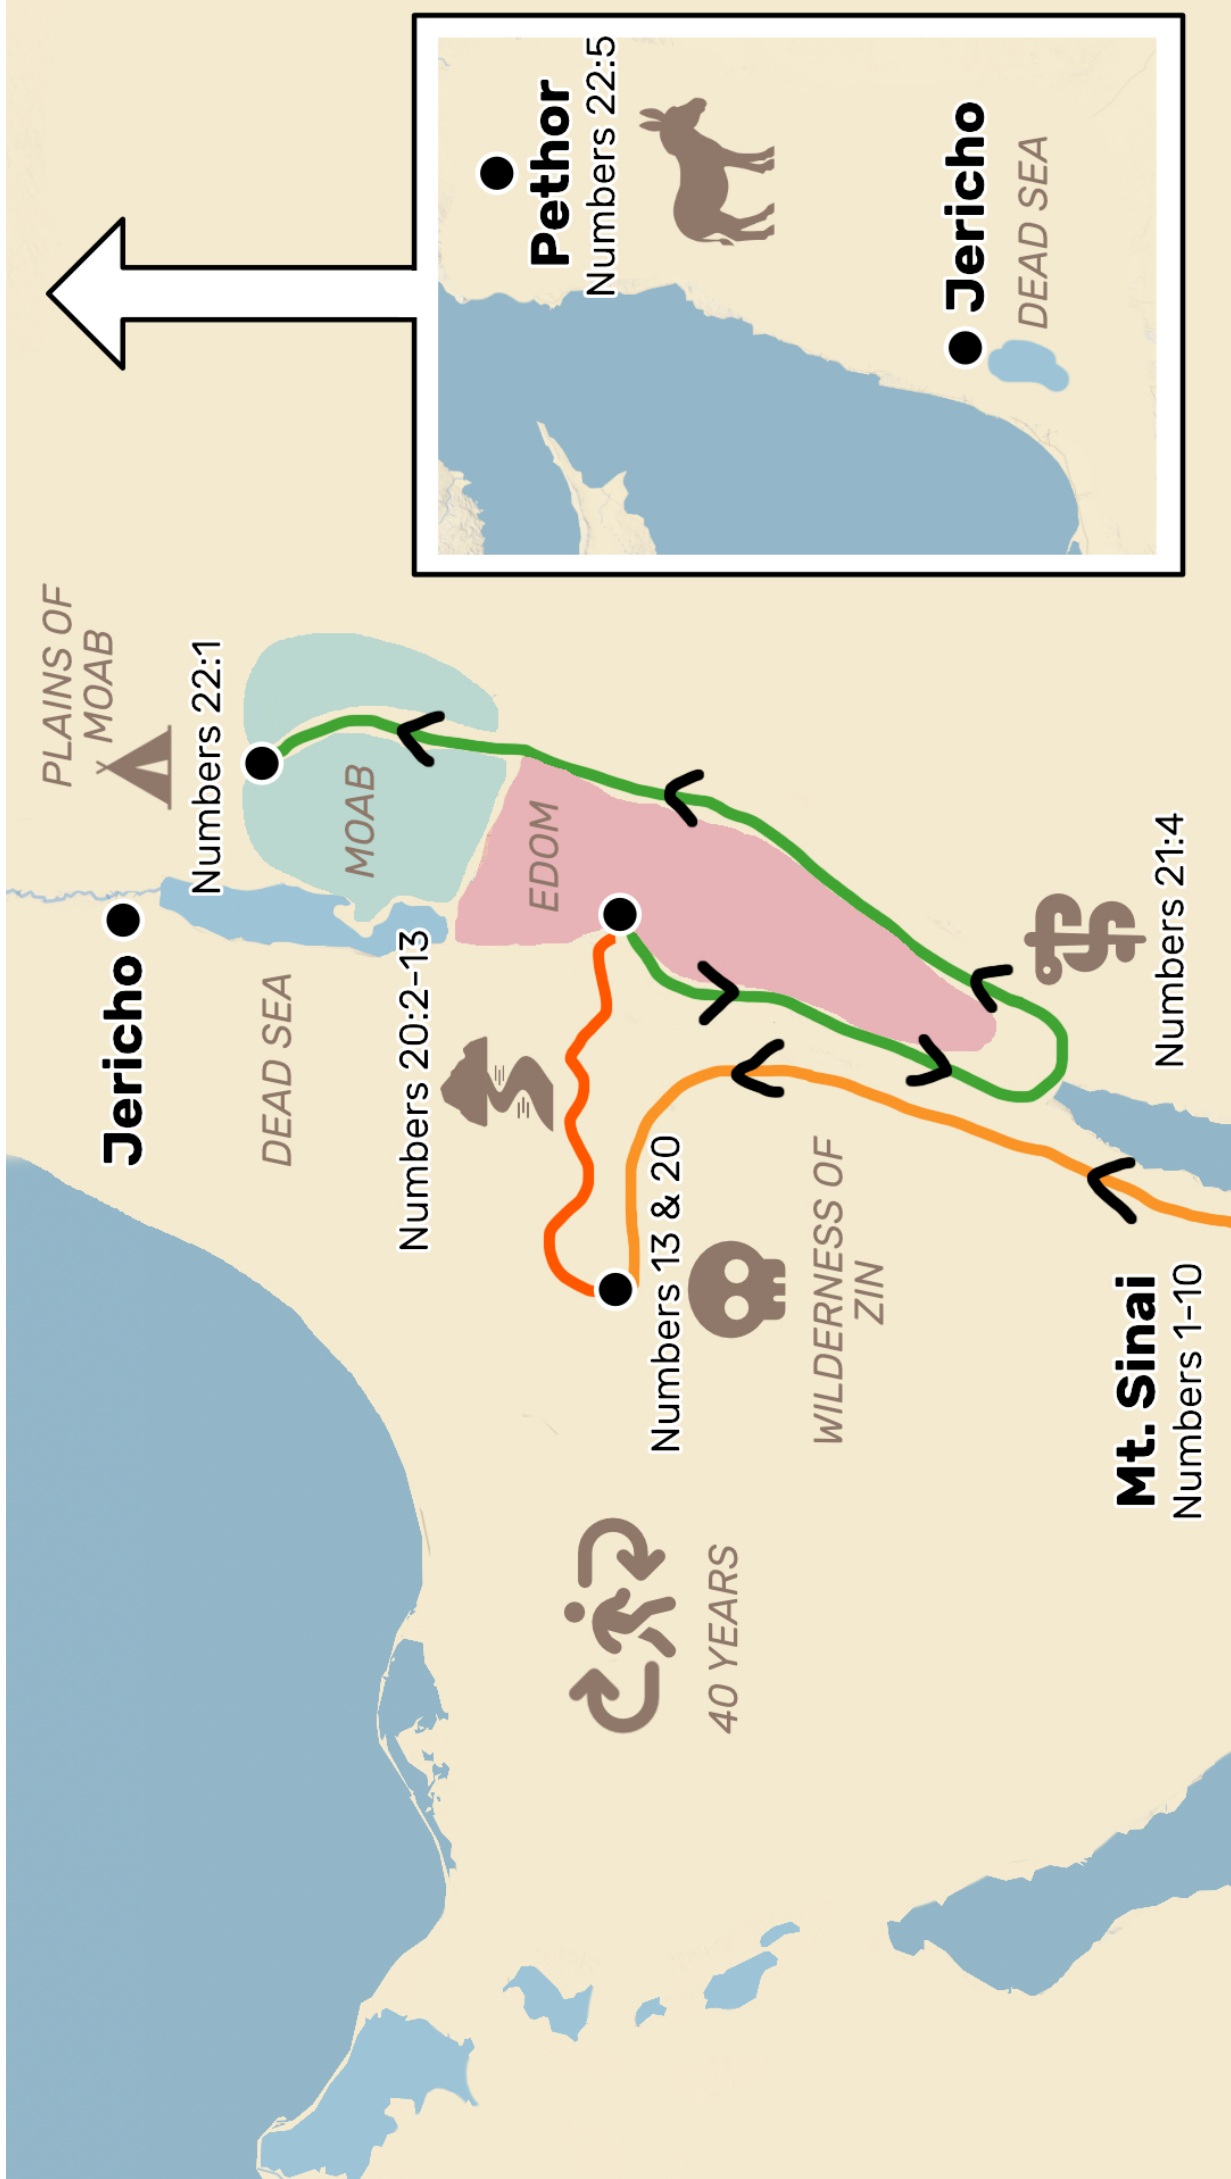 PLAINS OF
MOAB
Numbers 22:1
Jericho
DEAD SEA
MOAB
EDOM
Numbers 20:2-13
Numbers 13 & 20
WILDERNESS OF
ZIN
40 YEARS
Mt. Sinai
Numbers 1-10
Numbers 21:4
Pethor
Numbers 22:5
Jericho
DEAD SEA